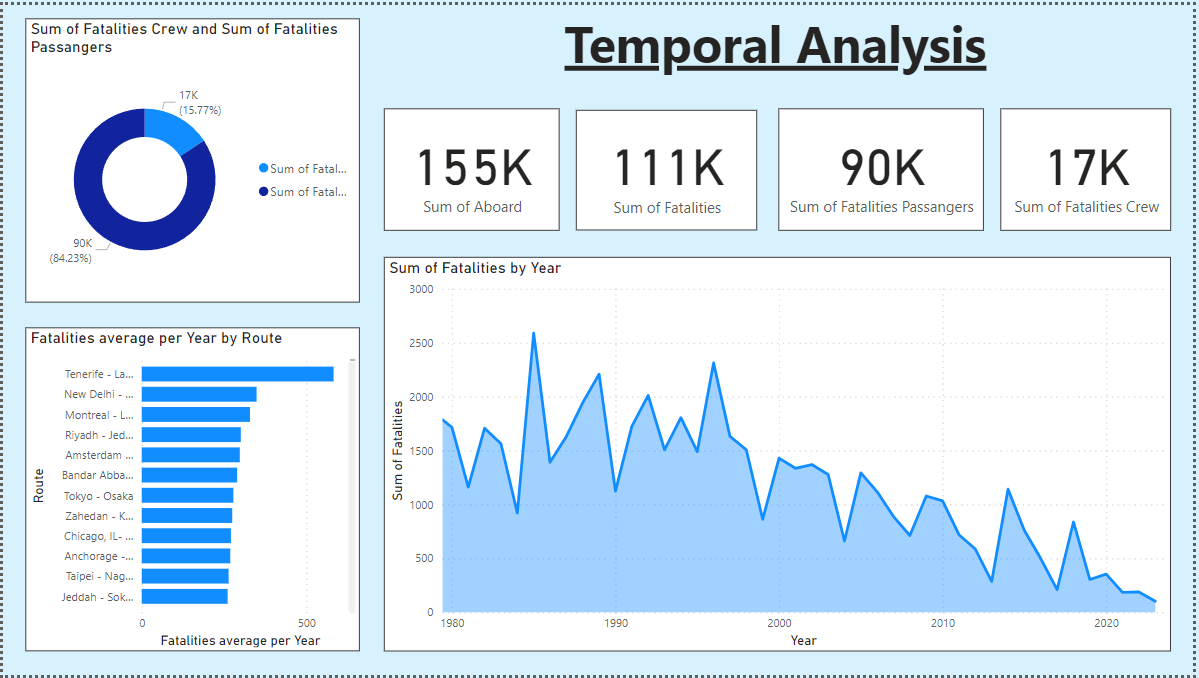 Sum of Fatalities Crew and Sum of Fatalities
Passangers
17K
(15.77%)
Sum of Fatal...
Sum of Fatal...
90K
(84.23%)
Temporal Analysis
155K
Sum of Aboard
111K
Sum of Fatalities
90K
Sum of Fatalities Passangers
17K
Sum of Fatalities Crew
Fatalities average per Year by Route
Route
Tenerife - La...
New Delhi - ...
Montreal - L...
Riyadh - Jed...
Amsterdam ...
Bandar Abba...
Tokyo - Osaka
Zahedan - K...
Chicago, IL- ...
Anchorage -...
Taipei - Nag...
Jeddah - Sok...
0 500
Fatalities average per Year
Sum of Fatalities by Year
Sum of Fatalities
3000
2500
2000
1500
1000
500
0
1980 1990 2000 2010 2020
Year